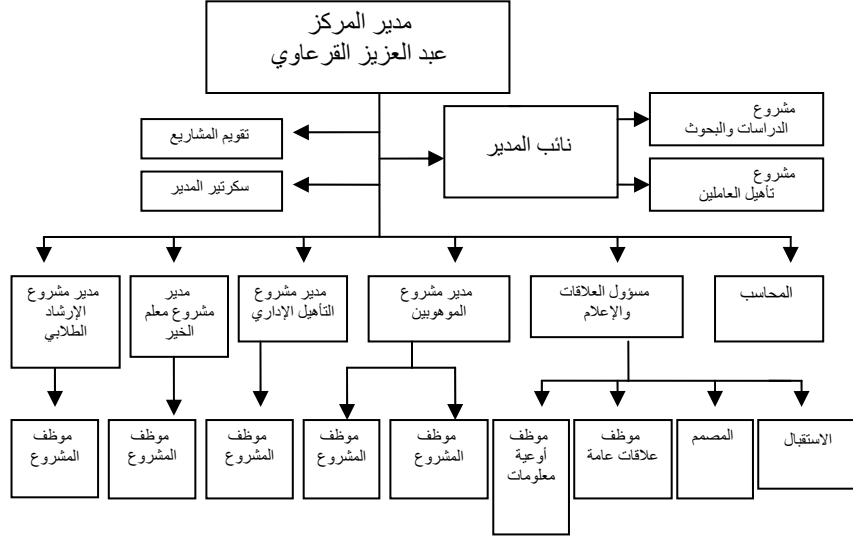 مدير المركز
عبد العزيز القرعاوي
مشروع
الدراسات والبحوث
نائب المدير
تقويم المشاريع
مشروع
تأهيل العاملين
سكرتير المدير
المحاسب
مسؤول العلاقات
والإعلام
مدير مشروع
الموهوبين
مدير مشروع
التأهيل الإداري
مدير
مشروع معلم
الخير
مدير مشروع
الإرشاد
الطلابي
الاستقبال
المصمم
موظف
علاقات عامة
موظف
أوعية
معلومات
موظف
المشروع
موظف
المشروع
موظف
المشروع
موظف
المشروع
موظف
المشروع